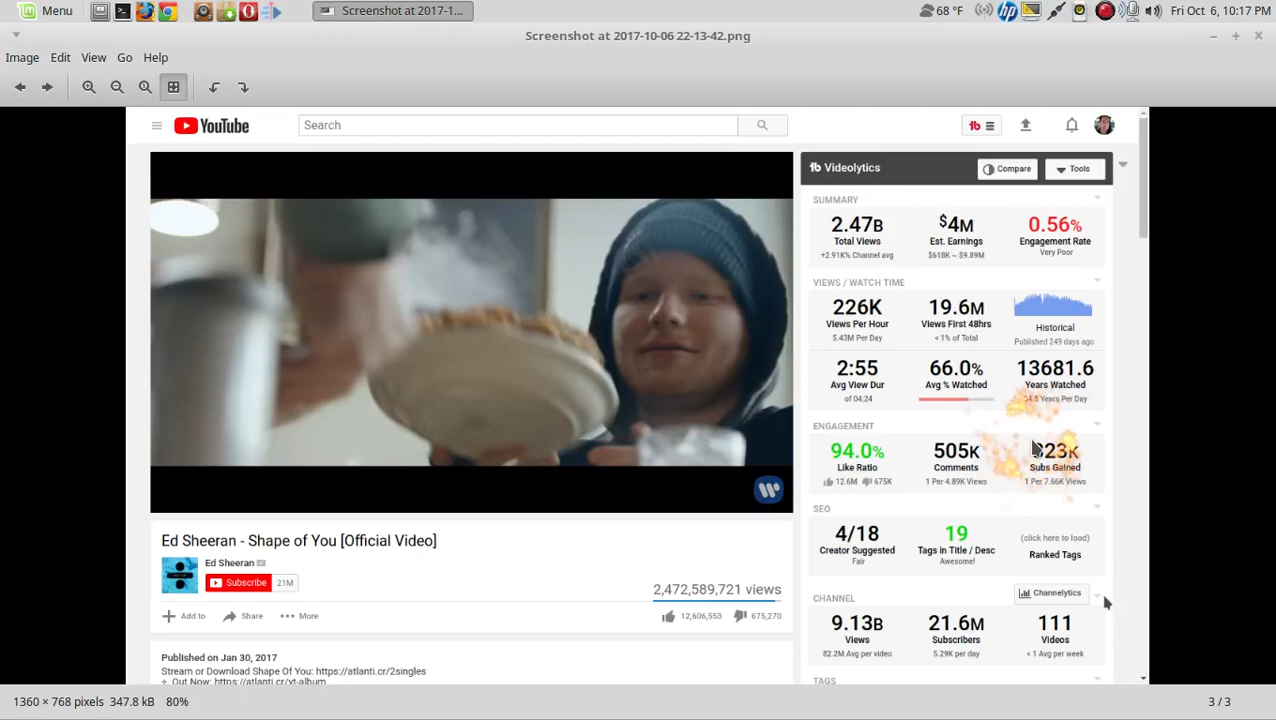 Menu
Screenshot at 2017-1...
68 °F
Fri Oct 6, 10:17 PM
Screenshot at 2017-10-06 22-13-42.png
Image Edit View Go Help
YouTube
Search
tb
tb Videolytics
Compare
Tools
SUMMARY
2.47B $4M 0.56%
Total Views Est. Earnings Engagement Rate
+2.91K% Channel avg $618K ~ $9.89M Very Poor
VIEWS / WATCH TIME
226K 19.6M
Views Per Hour Views First 48hrs Historical
5.43M Per Day < 1% of Total Published 249 days ago
2:55 66.0% 13681.6
Avg View Dur Avg % Watched Years Watched
of 04:24 Years Per Day
ENGAGEMENT
94.0% 505K 23K
Like Ratio Comments Subs Gained
12.6M 675K 1 Per 4.89K Views 1 Per 7.66K Views
SEO
4/18 19 (click here to load)
Creator Suggested Tags in Title / Desc Ranked Tags
Fair Awesome!
CHANNEL
Channelytics
9.13B 21.6M 111
Views Subscribers Videos
82.2M Avg per video 5.29K per day < 1 Avg per week
TAGS
Ed Sheeran - Shape of You [Official Video]
Ed Sheeran
Subscribe 21M
2,472,589,721 views
Add to Share More
12,606,553 675,270
Published on Jan 30, 2017
Stream or Download Shape Of You: https://atlanti.cr/2singles
÷ Out Now: https://atlanti.cr/yt-album
1360 × 768 pixels 347.8 kB 80%
3 / 3